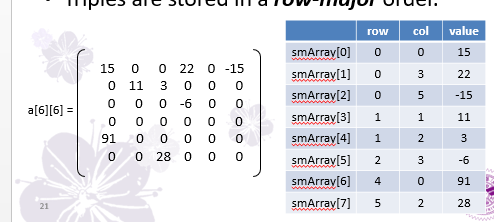 • Triples are stored in a row-major order.
row col value
smArray[0] 0 0 15
smArray[1] 0 3 22
smArray[2] 0 5 -15
smArray[3] 1 1 11
smArray[4] 1 2 3
smArray[5] 2 3 -6
smArray[6] 4 0 91
smArray[7] 5 2 28
a[6][6] =
15 0 0 22 0 -15
0 11 3 0 0 0
0 0 0 -6 0 0
0 0 0 0 0 0
91 0 0 0 0 0
0 0 28 0 0 0
21